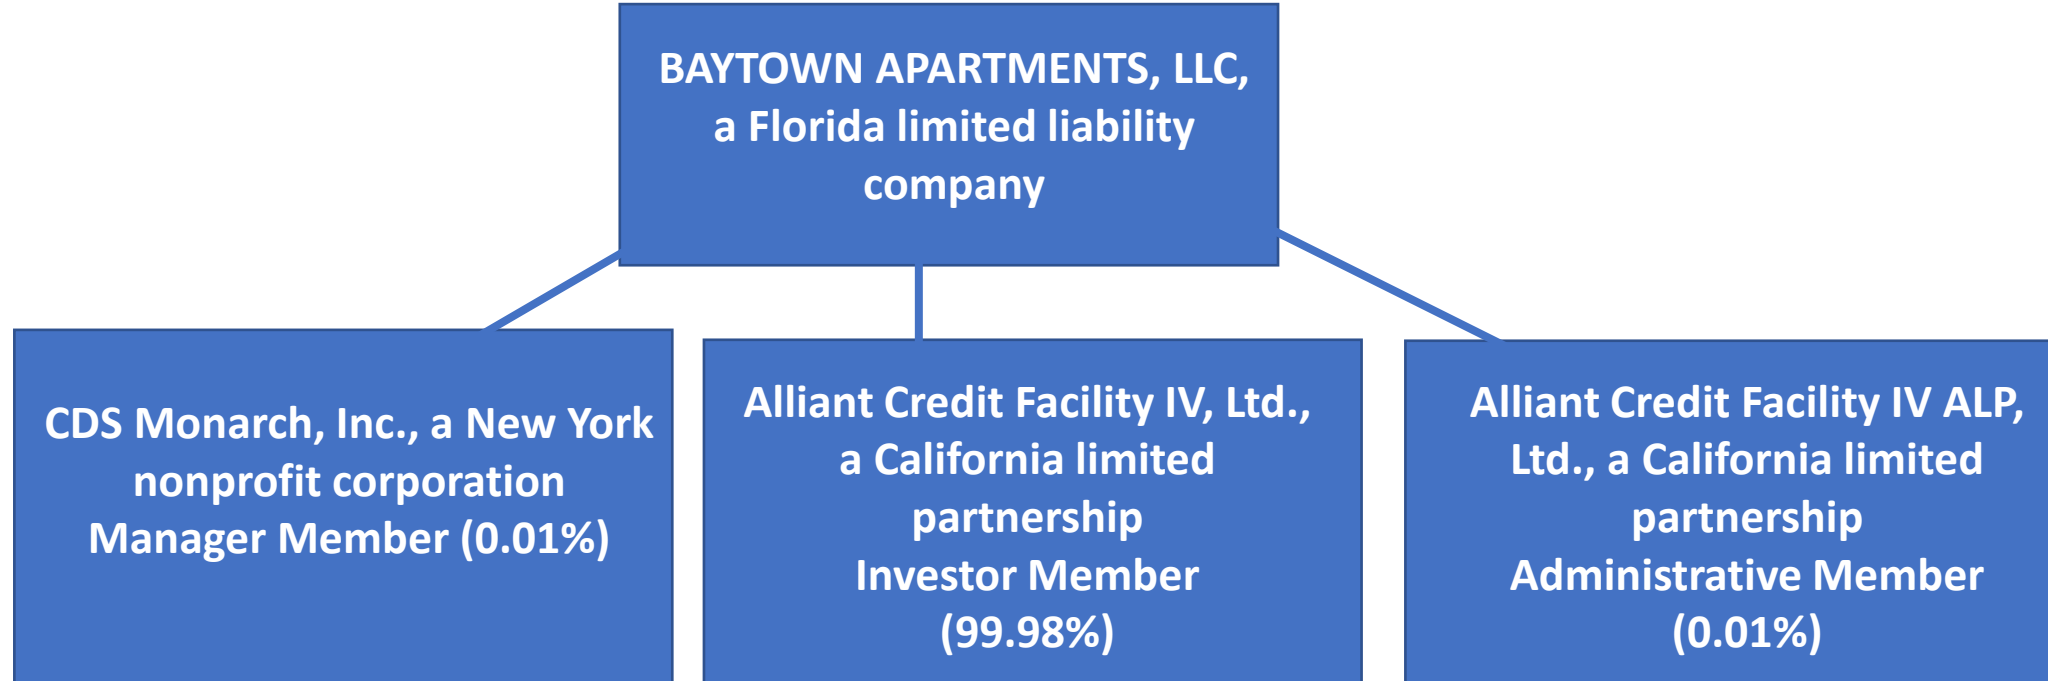 BAYTOWN APARTMENTS, LLC,
a Florida limited liability
company
CDS Monarch, Inc., a New York
nonprofit corporation
Manager Member (0.01%)
Alliant Credit Facility IV, Ltd.,
a California limited
partnership
Investor Member
(99.98%)
Alliant Credit Facility IV ALP,
Ltd., a California limited
partnership
Administrative Member
(0.01%)